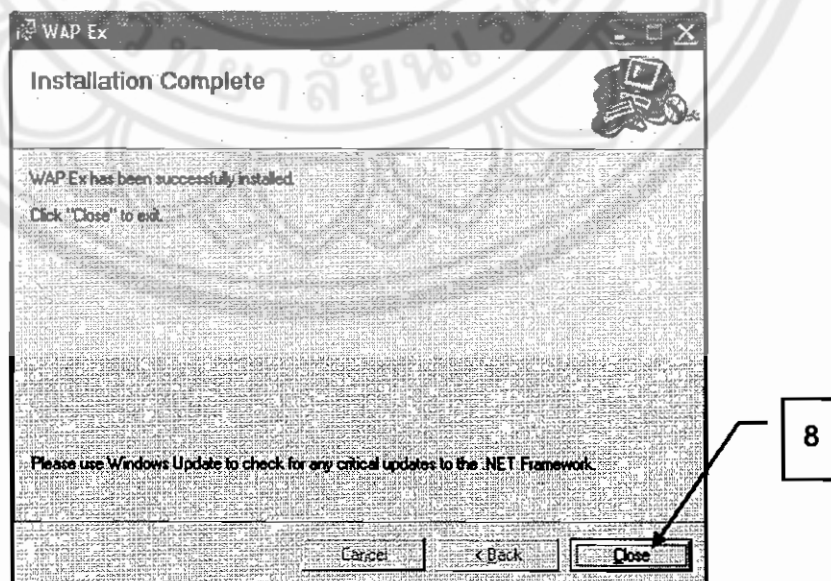 WAP Ex
Installation Complete
WAP Ex has been successfully installed.
Click "Close" to exit.
Please use Windows Update to check for any critical updates to the .NET Framework.
Cancel
< Back
Close
8